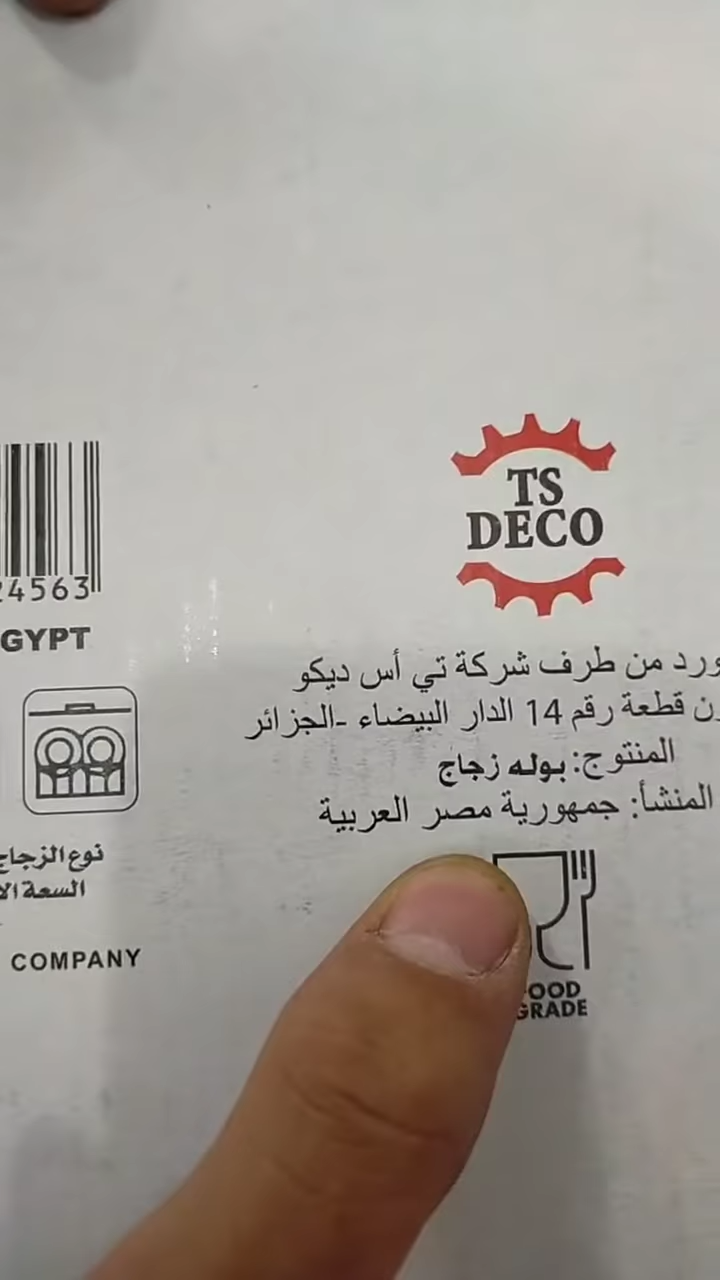 TS
DECO
24563
GYPT
ورد من طرف شركة تي أس ديكو
ن قطعة رقم 14 الدار البيضاء -الجزائر
المنتوج: بوله زجاج
المنشأ: جمهورية مصر العربية
نوع الزجاج
السعة الا
COMPANY
OOD
GRADE